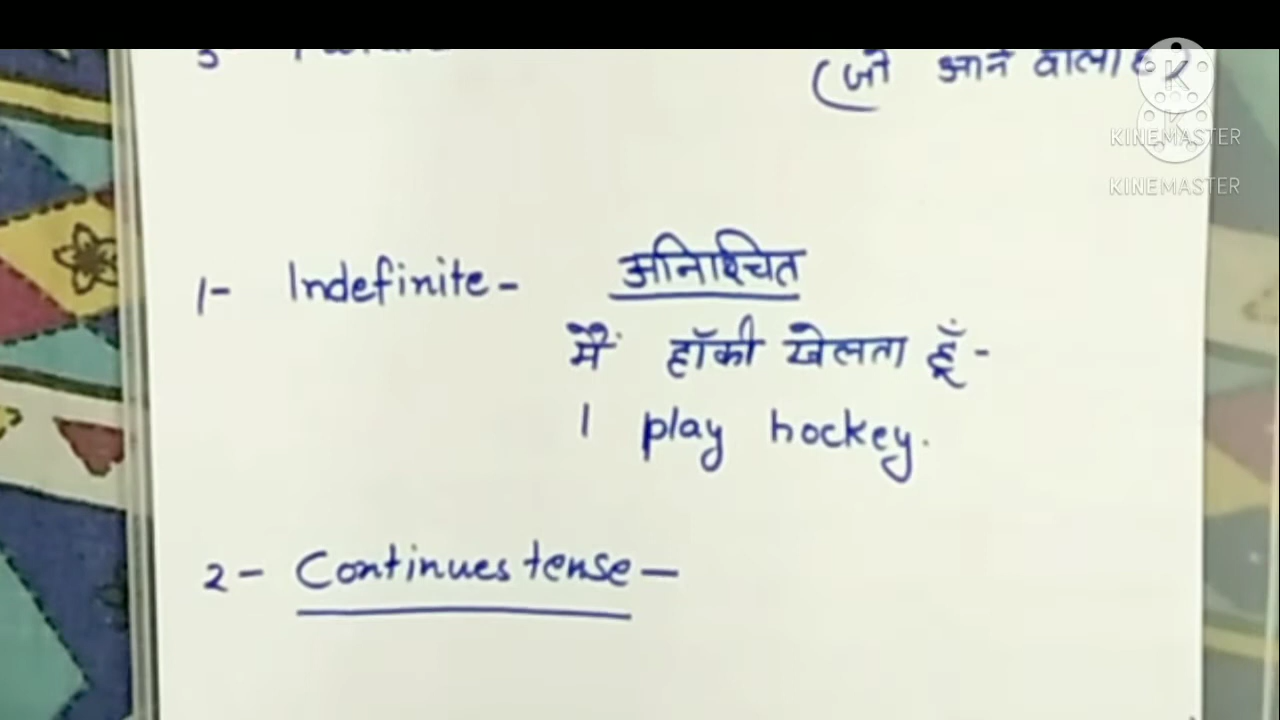 (जो आने वाला है)
KINEMASTER
KINEMASTER
1- Indefinite - अनिश्चित
मैं हॉकी खेलता हूँ -
I play hockey.
2- Continues tense -